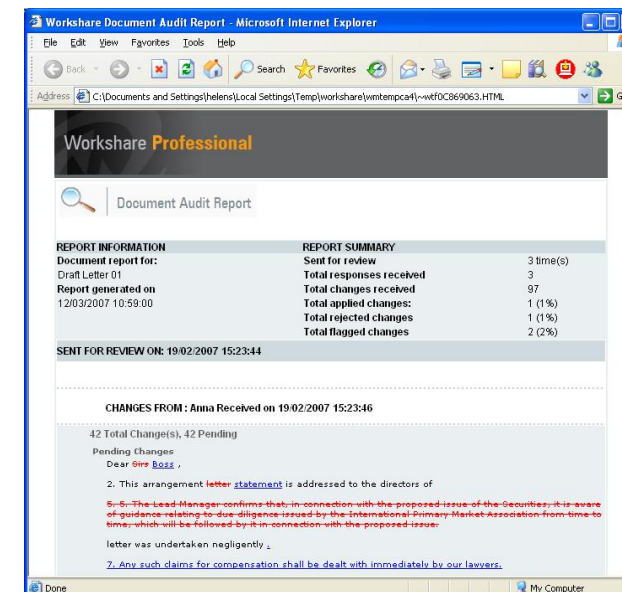 Workshare Document Audit Report - Microsoft Internet Explorer
File Edit View Favorites Tools Help
Back Search Favorites
Address C:\Documents and Settings\helens\Local Settings\Temp\workshare\wmtempca4\~wtf0C869063.HTML G
Workshare Professional
Document Audit Report
REPORT INFORMATION REPORT SUMMARY
Document report for: Sent for review 3 time(s)
Draft Letter 01 Total responses received 3
Report generated on Total changes received 97
12/03/2007 10:59:00 Total applied changes: 1 (1%)
Total rejected changes 1 (1%)
Total flagged changes 2 (2%)
SENT FOR REVIEW ON: 19/02/2007 15:23:44
CHANGES FROM : Anna Received on 19/02/2007 15:23:46
42 Total Change(s), 42 Pending
Pending Changes
Dear Sirs Boss ,
2. This arrangement letter statement is addressed to the directors of
5. 5. The Lead Manager confirms that, in connection with the proposed issue of the Securities, it is aware
of guidance relating to due diligence issued by the International Primary Market Association from time to
time, which will be followed by it in connection with the proposed issue.
letter was undertaken negligently .
7. Any such claims for compensation shall be dealt with immediately by our lawyers.
Done My Computer